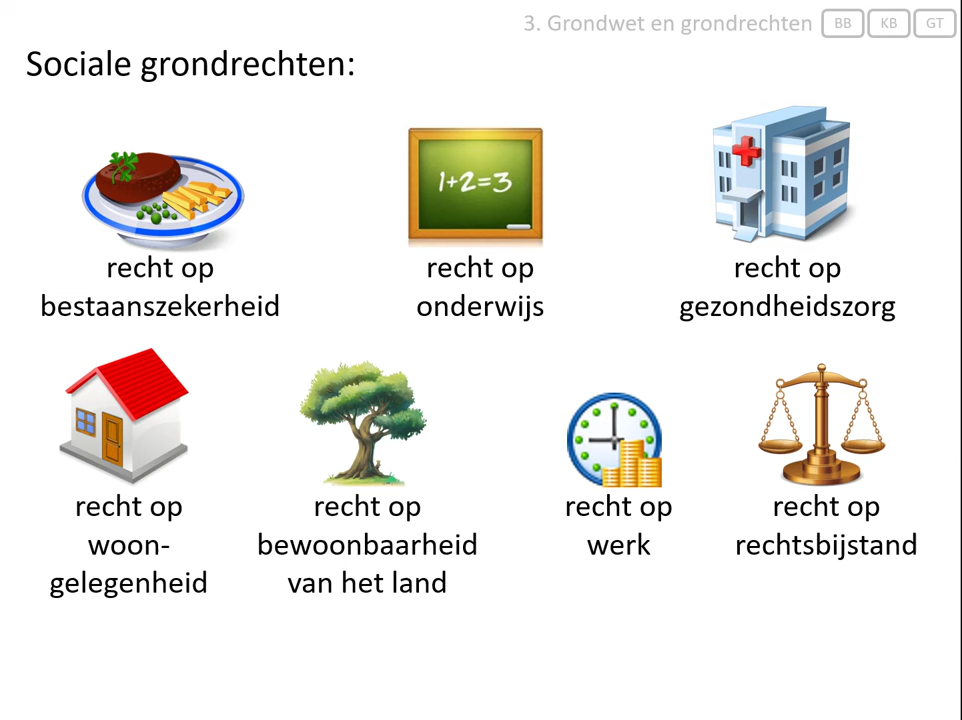 3. Grondwet en grondrechten BB KB GT
Sociale grondrechten:
1+2=3
recht op
bestaanszekerheid
recht op
onderwijs
recht op
gezondheidszorg
recht op
woon-
gelegenheid
recht op
bewoonbaarheid
van het land
recht op
werk
recht op
rechtsbijstand